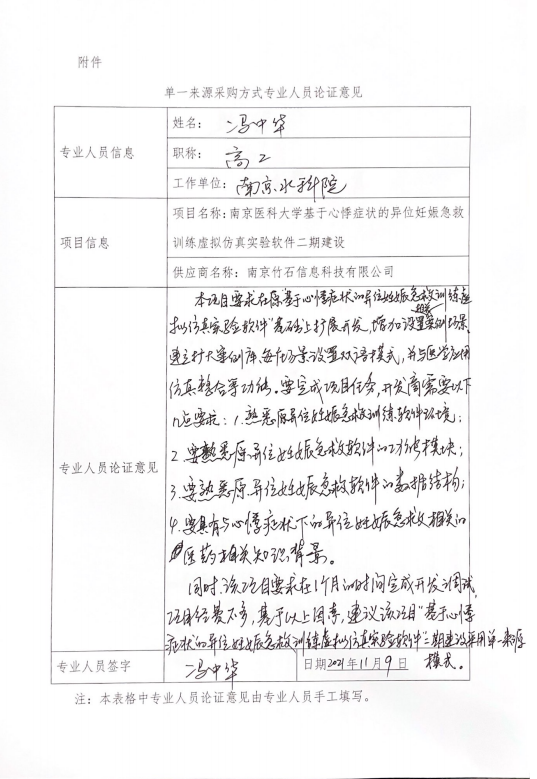 附件
单一来源采购方式专业人员论证意见
专业人员信息
姓名: 冯中华
职称: 高工
工作单位: 南京水科院
项目信息
项目名称:南京医科大学基于心悸症状的异位妊娠急救
训练虚拟仿真实验软件二期建设
供应商名称:南京竹石信息科技有限公司
专业人员论证意见
本项目要求在原“基于心悸症状的异位妊娠急救训练虚
拟仿真实验软件”基础上扩展开发,增加设置 案例场景,
建立扩大案例库,每个场景设置双语模式,并与医学应用
仿真整合等功能。要完成项目任务,开发商需要以下
几点要求:1.熟悉原异位妊娠急救训练软件环境;
2.要熟悉原异位妊娠急救软件的功能模块;
3.要熟悉原异位妊娠急救软件的数据结构;
4.要具有与心悸症状下的异位妊娠急救相关的
医药相关知识背景。
同时,该项目要求在1个月的时间完成开发、调试,
项目经费不多,基于以上因素,建议该项目“基于心悸
症状的异位妊娠急救训练虚拟仿真实验软件”二期建设采用单一来源
模式。
专业人员签字
冯中华
日期2021年11月9日
注:本表格中专业人员论证意见由专业人员手工填写。